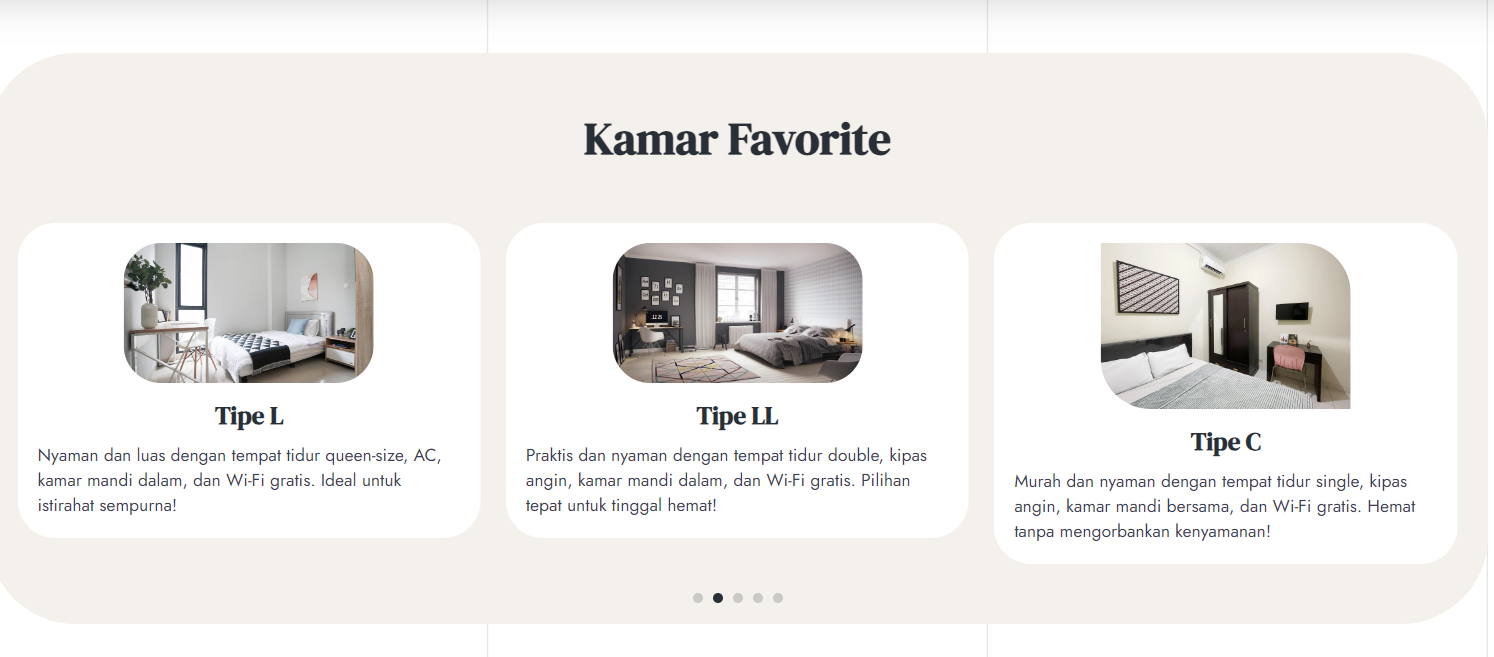 Kamar Favorite
Tipe L
Nyaman dan luas dengan tempat tidur queen-size, AC,
kamar mandi dalam, dan Wi-Fi gratis. Ideal untuk
istirahat sempurna!
Tipe LL
Praktis dan nyaman dengan tempat tidur double, kipas
angin, kamar mandi dalam, dan Wi-Fi gratis. Pilihan
tepat untuk tinggal hemat!
Tipe C
Murah dan nyaman dengan tempat tidur single, kipas
angin, kamar mandi bersama, dan Wi-Fi gratis. Hemat
tanpa mengorbankan kenyamanan!